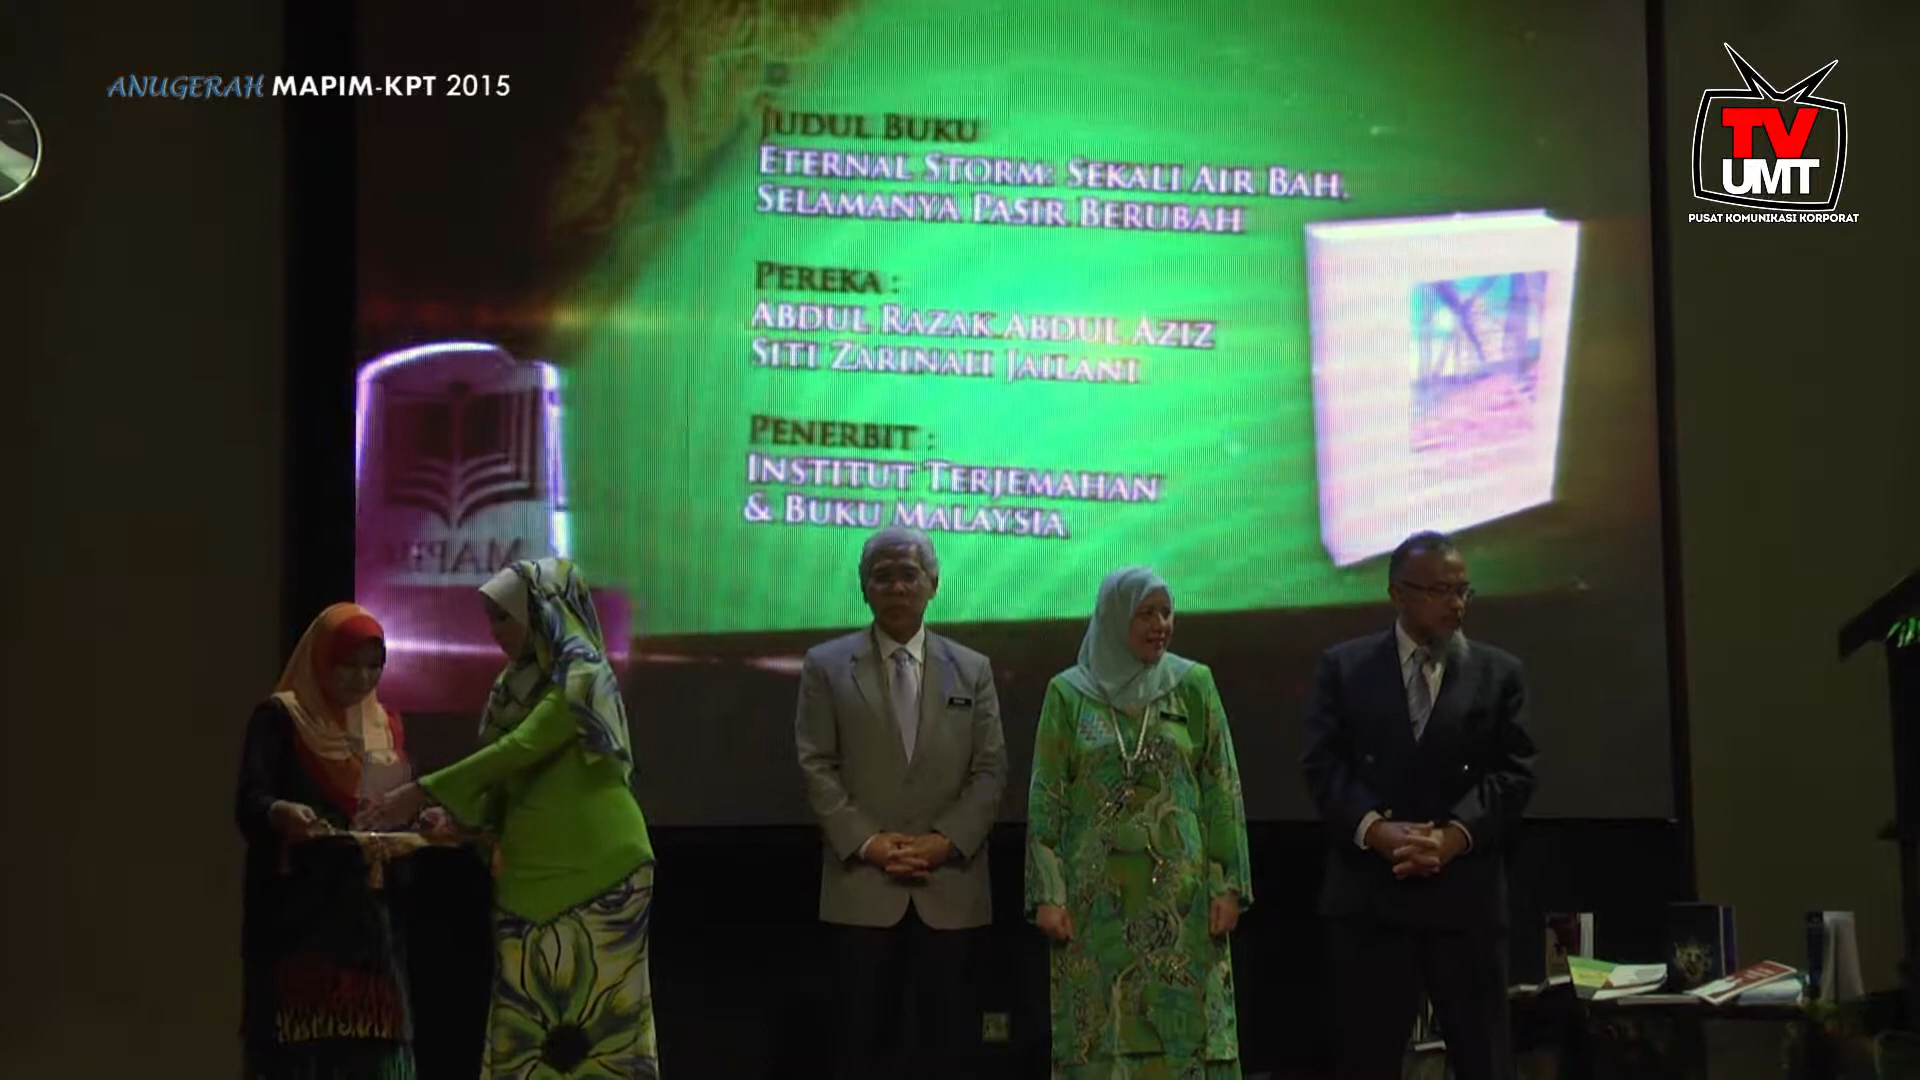 ANUGERAH MAPIM-KPT 2015
TV
UMT
PUSAT KOMUNIKASI KORPORAT
JUDUL BUKU
ETERNAL STORM: SEKALI AIR BAH,
SELAMANYA PASIR BERUBAH
PEREKA :
ABDUL RAZAK ABDUL AZIZ
SITI ZARINAH JAILANI
PENERBIT :
INSTITUT TERJEMAHAN
& BUKU MALAYSIA